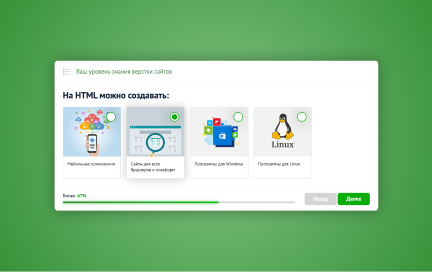 Ваш уровень знания верстки сайтов
На HTML можно создавать:
Мобильные приложения
Сайты для всех
браузеров и платформ
Программы для Windows
Linux
Программы для Linux
Готово: 67%
Назад
Далее